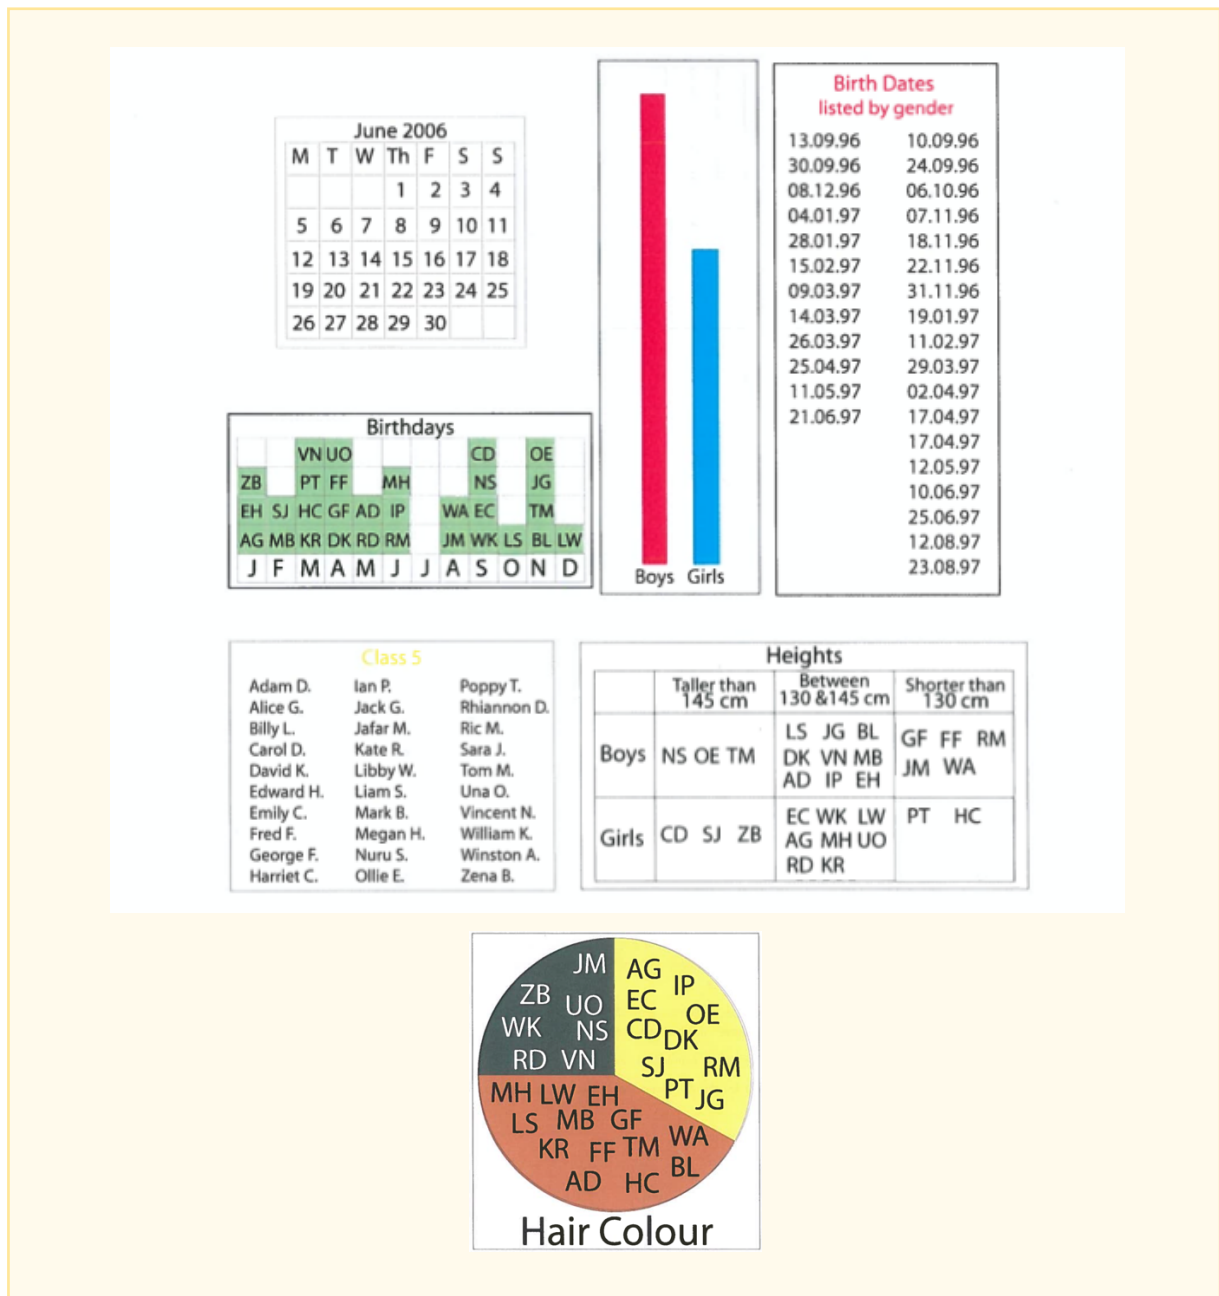 June 2006
M T W Th F S S
1 2 3 4
5 6 7 8 9 10 11
12 13 14 15 16 17 18
19 20 21 22 23 24 25
26 27 28 29 30
Birthdays
VN UO CD OE
ZB PT FF MH NS JG
EH SJ HC GF AD IP WA EC TM
AG MB KR DK RD RM JM WK LS BL LW
J F M A M J J A S O N D
Boys Girls
Birth Dates
listed by gender
13.09.96 10.09.96
30.09.96 24.09.96
08.12.96 06.10.96
04.01.97 07.11.96
28.01.97 18.11.96
15.02.97 22.11.96
09.03.97 31.11.96
14.03.97 19.01.97
26.03.97 11.02.97
25.04.97 29.03.97
11.05.97 02.04.97
21.06.97 17.04.97
17.04.97
12.05.97
10.06.97
25.06.97
12.08.97
23.08.97
Class 5
Adam D. Ian P. Poppy T.
Alice G. Jack G. Rhiannon D.
Billy L. Jafar M. Ric M.
Carol D. Kate R. Sara J.
David K. Libby W. Tom M.
Edward H. Liam S. Una O.
Emily C. Mark B. Vincent N.
Fred F. Megan H. William K.
George F. Nuru S. Winston A.
Harriet C. Ollie E. Zena B.
Heights
Taller than 145 cm Between 130 &145 cm Shorter than 130 cm
Boys NS OE TM LS JG BL DK VN MB AD IP EH GF FF RM JM WA
Girls CD SJ ZB EC WK LW AG MH UO RD KR PT HC
JM
ZB UO
WK NS
RD VN
AG IP
EC OE
CD DK
SJ RM
PT JG
MH LW EH
LS MB GF
KR FF TM WA
AD HC BL
Hair Colour